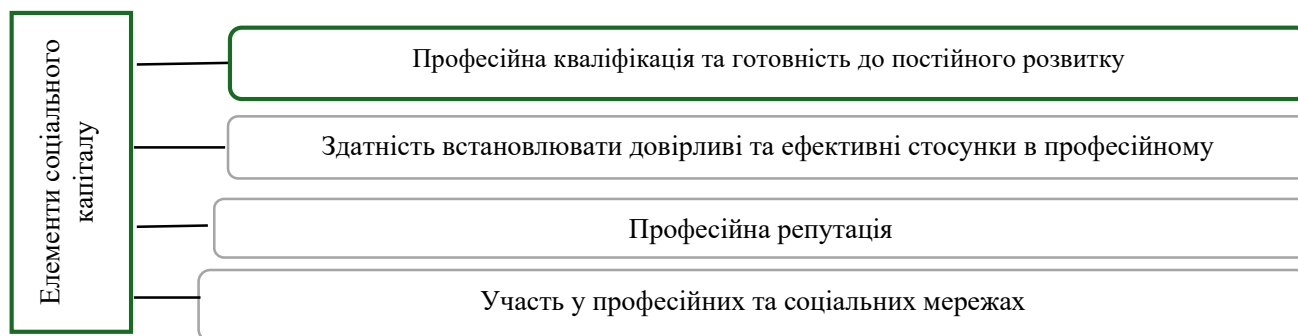 Елементи соціального
капіталу
Професійна кваліфікація та готовність до постійного розвитку
Здатність встановлювати довірливі та ефективні стосунки в професійному
Професійна репутація
Участь у професійних та соціальних мережах